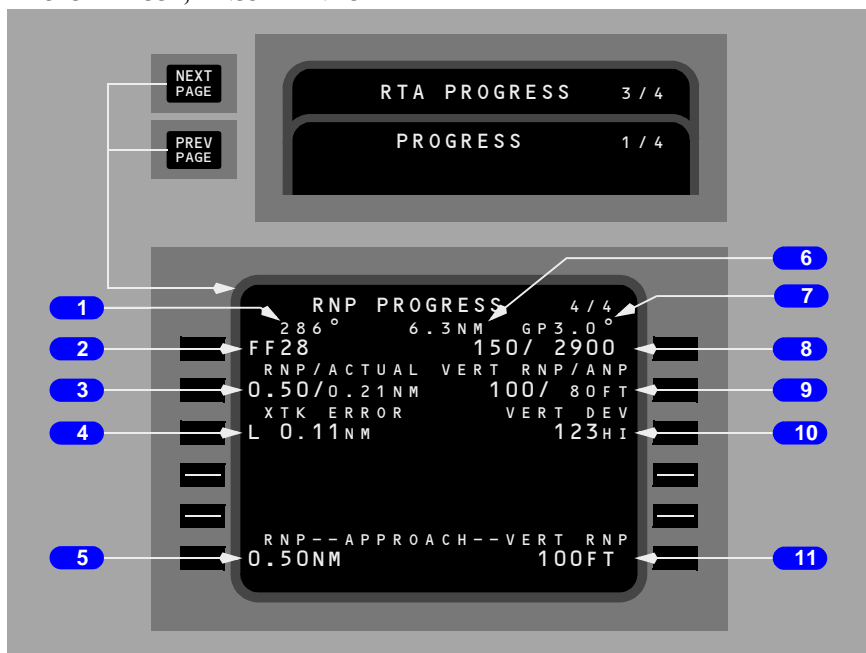 NEXT
PAGE
RTA PROGRESS 3/4
PREV
PAGE
PROGRESS 1/4
6
RNP PROGRESS 4/4
7
1
286° 6.3NM GP3.0°
2
FF28 150/ 2900
8
RNP/ACTUAL VERT RNP/ANP
3
0.50/0.21NM 100/ 80FT
9
XTK ERROR VERT DEV
4
L 0.11NM 123HI
10
RNP--APPROACH--VERT RNP
5
0.50NM 100FT
11